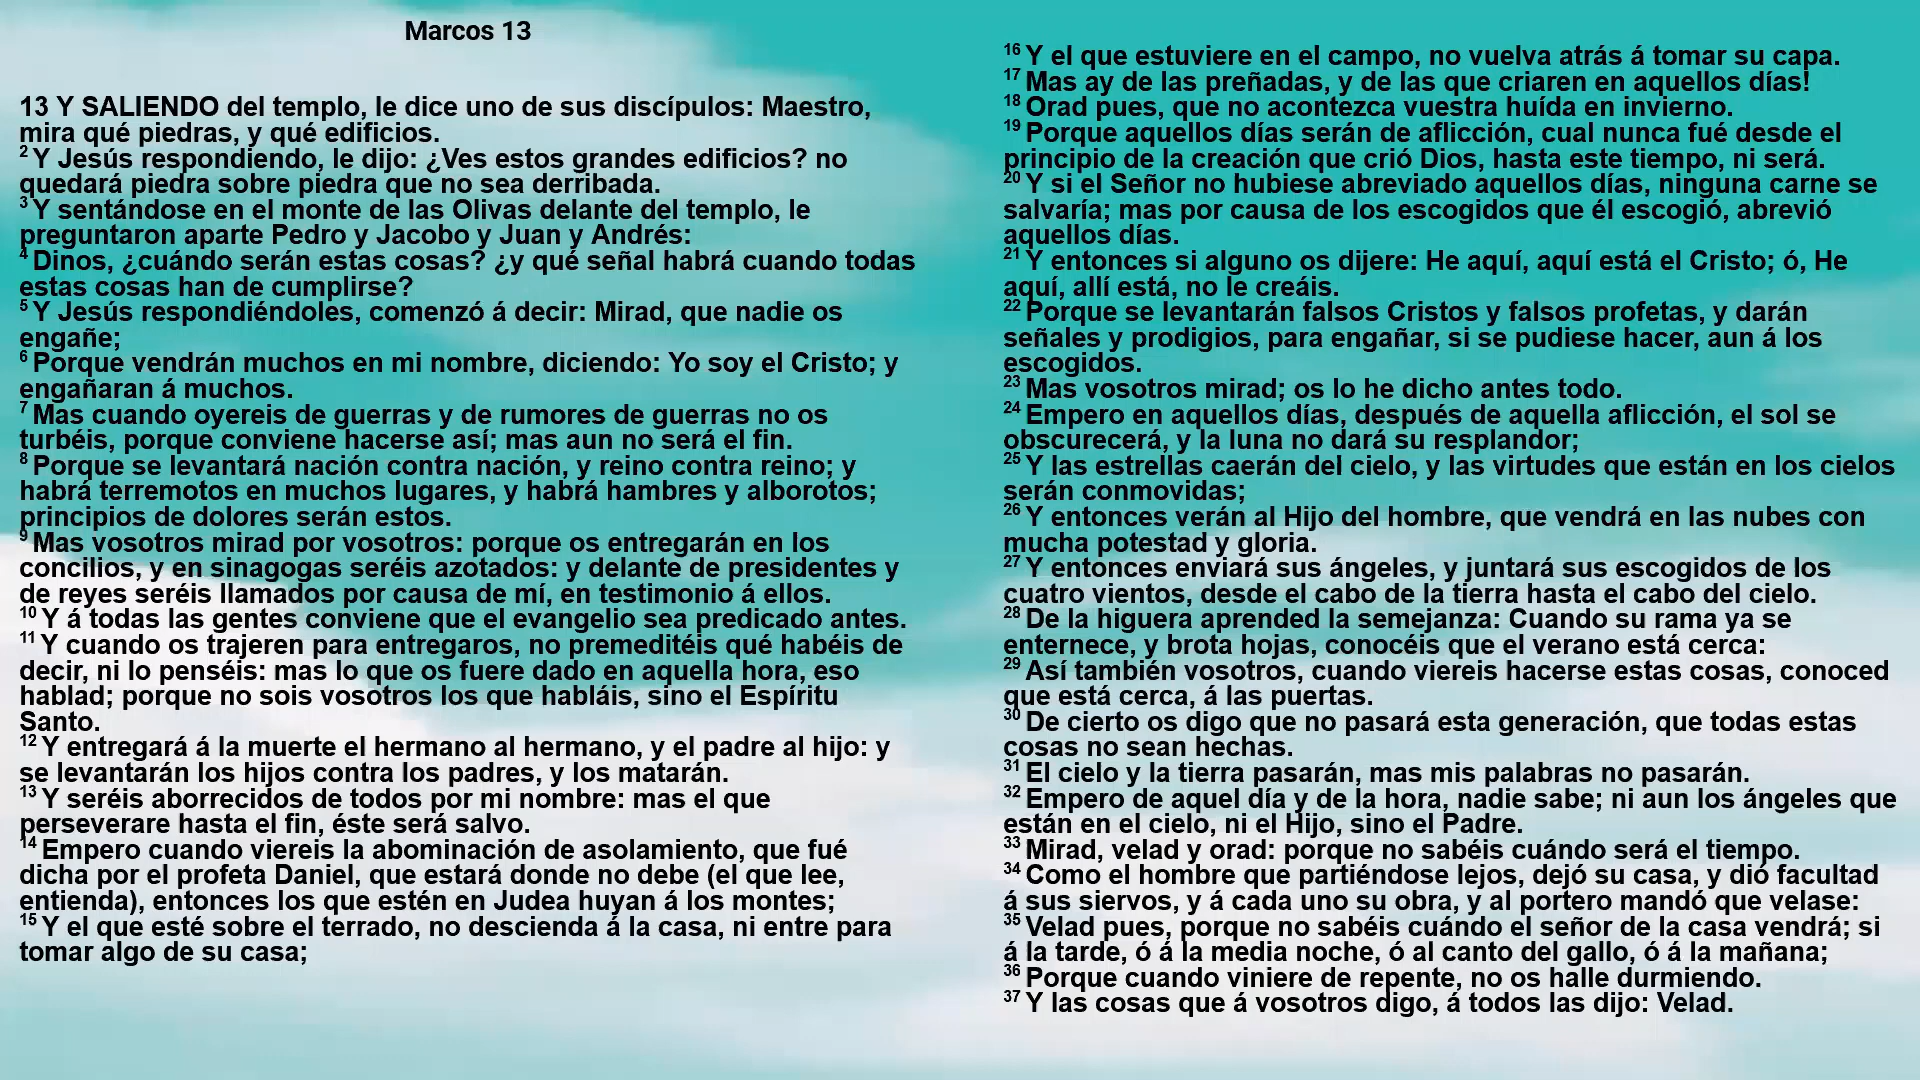 Marcos 13
13 Y SALIENDO del templo, le dice uno de sus discípulos: Maestro,
mira qué piedras, y qué edificios.
2 Y Jesús respondiendo, le dijo: ¿Ves estos grandes edificios? no
quedará piedra sobre piedra que no sea derribada.
3 Y sentándose en el monte de las Olivas delante del templo, le
preguntaron aparte Pedro y Jacobo y Juan y Andrés:
4 Dinos, ¿cuándo serán estas cosas? ¿y qué señal habrá cuando todas
estas cosas han de cumplirse?
5 Y Jesús respondiéndoles, comenzó á decir: Mirad, que nadie os
engañe;
6 Porque vendrán muchos en mi nombre, diciendo: Yo soy el Cristo; y
engañaran á muchos.
7 Mas cuando oyereis de guerras y de rumores de guerras no os
turbéis, porque conviene hacerse así; mas aun no será el fin.
8 Porque se levantará nación contra nación, y reino contra reino; y
habrá terremotos en muchos lugares, y habrá hambres y alborotos;
principios de dolores serán estos.
9 Mas vosotros mirad por vosotros: porque os entregarán en los
concilios, y en sinagogas seréis azotados: y delante de presidentes y
de reyes seréis llamados por causa de mí, en testimonio á ellos.
10 Y á todas las gentes conviene que el evangelio sea predicado antes.
11 Y cuando os trajeren para entregaros, no premeditéis qué habéis de
decir, ni lo penséis: mas lo que os fuere dado en aquella hora, eso
hablad; porque no sois vosotros los que habláis, sino el Espíritu
Santo.
12 Y entregará á la muerte el hermano al hermano, y el padre al hijo: y
se levantarán los hijos contra los padres, y los matarán.
13 Y seréis aborrecidos de todos por mi nombre: mas el que
perseverare hasta el fin, éste será salvo.
14 Empero cuando viereis la abominación de asolamiento, que fué
dicha por el profeta Daniel, que estará donde no debe (el que lee,
entienda), entonces los que estén en Judea huyan á los montes;
15 Y el que esté sobre el terrado, no descienda á la casa, ni entre para
tomar algo de su casa;
16 Y el que estuviere en el campo, no vuelva atrás á tomar su capa.
17 Mas ay de las preñadas, y de las que criaren en aquellos días!
18 Orad pues, que no acontezca vuestra huída en invierno.
19 Porque aquellos días serán de aflicción, cual nunca fué desde el
principio de la creación que crió Dios, hasta este tiempo, ni será.
20 Y si el Señor no hubiese abreviado aquellos días, ninguna carne se
salvaría; mas por causa de los escogidos que él escogió, abrevió
aquellos días.
21 Y entonces si alguno os dijere: He aquí, aquí está el Cristo; ó, He
aquí, allí está, no le creáis.
22 Porque se levantarán falsos Cristos y falsos profetas, y darán
señales y prodigios, para engañar, si se pudiese hacer, aun á los
escogidos.
23 Mas vosotros mirad; os lo he dicho antes todo.
24 Empero en aquellos días, después de aquella aflicción, el sol se
obscurecerá, y la luna no dará su resplandor;
25 Y las estrellas caerán del cielo, y las virtudes que están en los cielos
serán conmovidas;
26 Y entonces verán al Hijo del hombre, que vendrá en las nubes con
mucha potestad y gloria.
27 Y entonces enviará sus ángeles, y juntará sus escogidos de los
cuatro vientos, desde el cabo de la tierra hasta el cabo del cielo.
28 De la higuera aprended la semejanza: Cuando su rama ya se
enternece, y brota hojas, conocéis que el verano está cerca:
29 Así también vosotros, cuando viereis hacerse estas cosas, conoced
que está cerca, á las puertas.
30 De cierto os digo que no pasará esta generación, que todas estas
cosas no sean hechas.
31 El cielo y la tierra pasarán, mas mis palabras no pasarán.
32 Empero de aquel día y de la hora, nadie sabe; ni aun los ángeles que
están en el cielo, ni el Hijo, sino el Padre.
33 Mirad, velad y orad: porque no sabéis cuándo será el tiempo.
34 Como el hombre que partiéndose lejos, dejó su casa, y dió facultad
á sus siervos, y á cada uno su obra, y al portero mandó que velase:
35 Velad pues, porque no sabéis cuándo el señor de la casa vendrá; si
á la tarde, ó á la media noche, ó al canto del gallo, ó á la mañana;
36 Porque cuando viniere de repente, no os halle durmiendo.
37 Y las cosas que á vosotros digo, á todos las dijo: Velad.